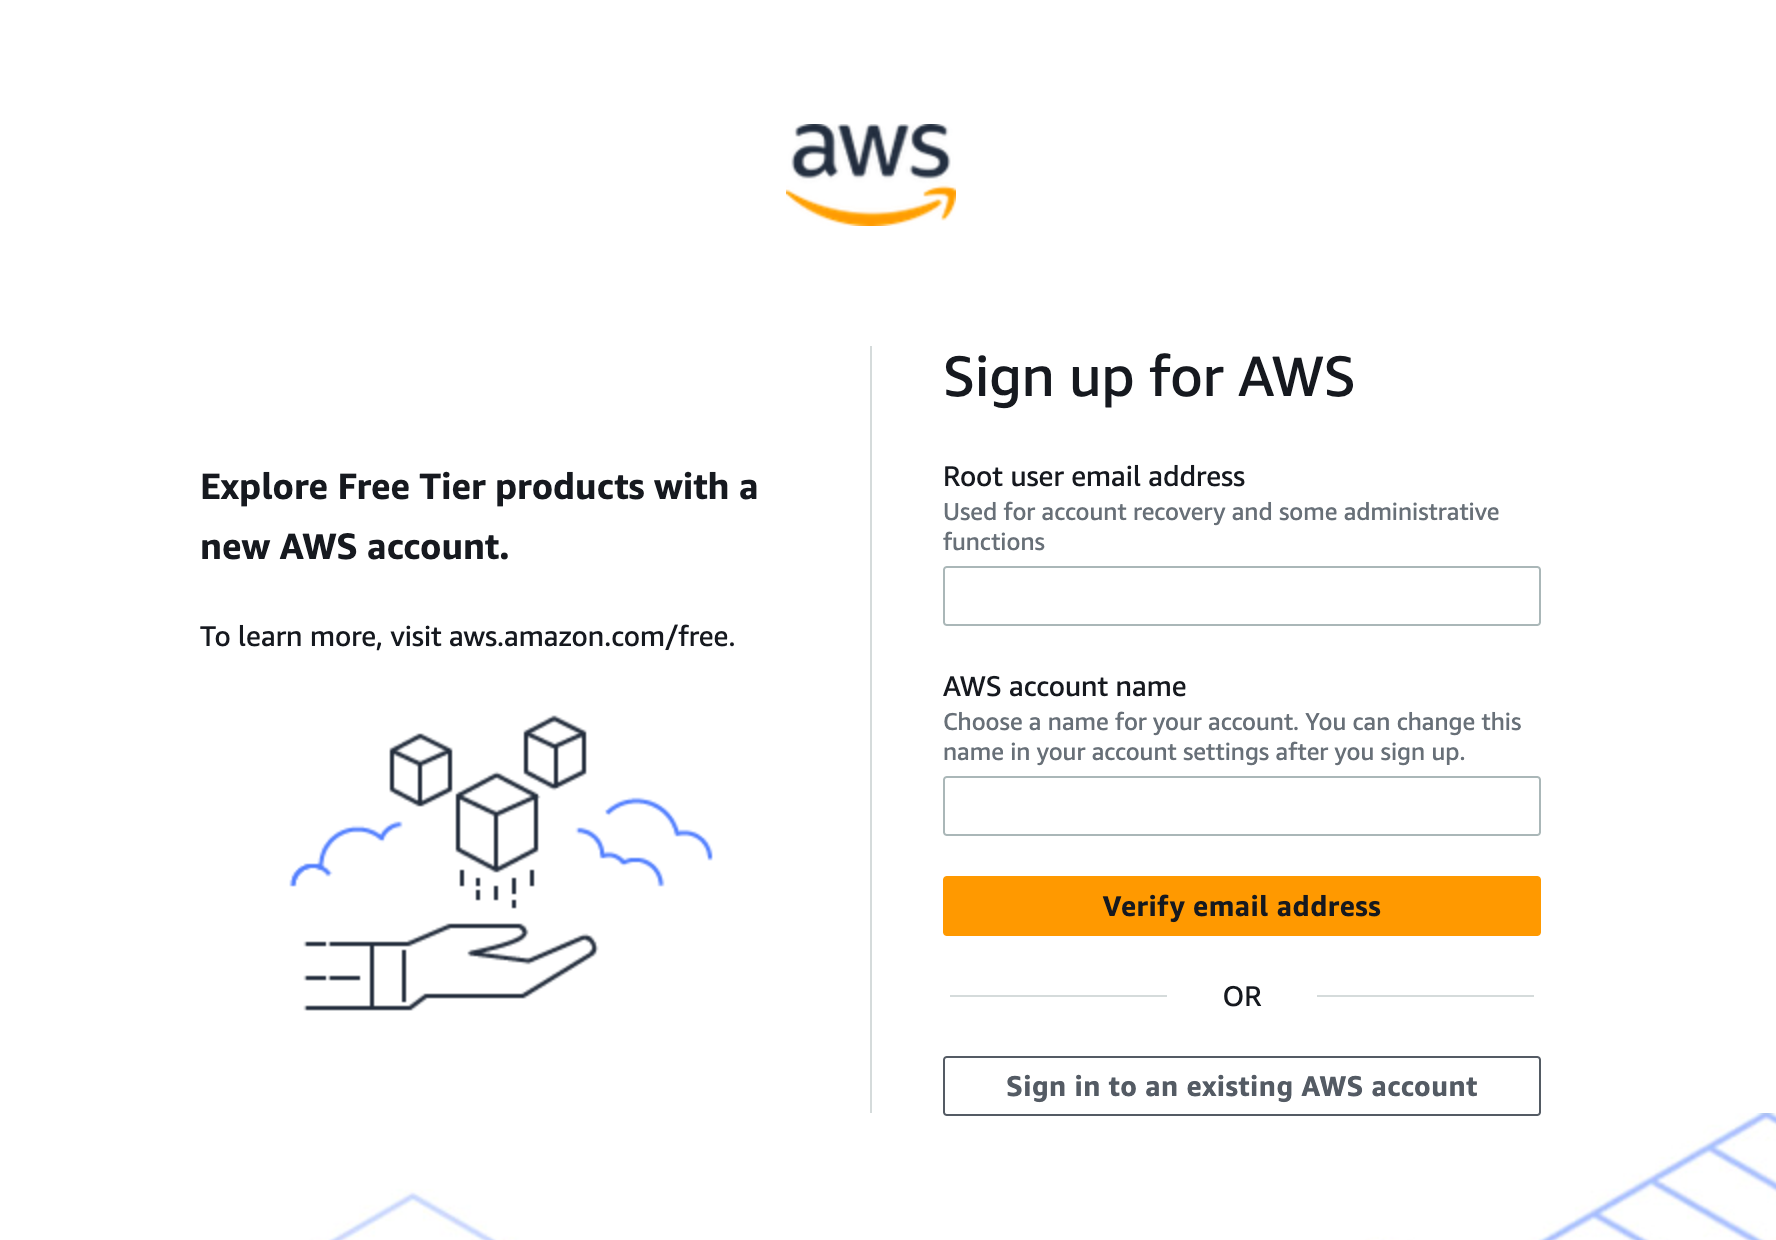 aws
Explore Free Tier products with a
new AWS account.
To learn more, visit aws.amazon.com/free.
Sign up for AWS
Root user email address
Used for account recovery and some administrative
functions
AWS account name
Choose a name for your account. You can change this
name in your account settings after you sign up.
Verify email address
OR
Sign in to an existing AWS account